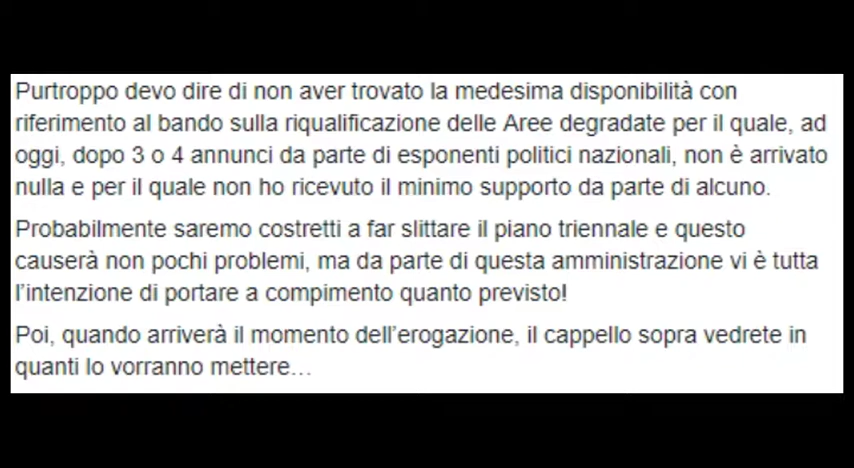 Purtroppo devo dire di non aver trovato la medesima disponibilità con
riferimento al bando sulla riqualificazione delle Aree degradate per il quale, ad
oggi, dopo 3 o 4 annunci da parte di esponenti politici nazionali, non è arrivato
nulla e per il quale non ho ricevuto il minimo supporto da parte di alcuno.
Probabilmente saremo costretti a far slittare il piano triennale e questo
causerà non pochi problemi, ma da parte di questa amministrazione vi è tutta
l'intenzione di portare a compimento quanto previsto!
Poi, quando arriverà il momento dell'erogazione, il cappello sopra vedrete in
quanti lo vorranno mettere…